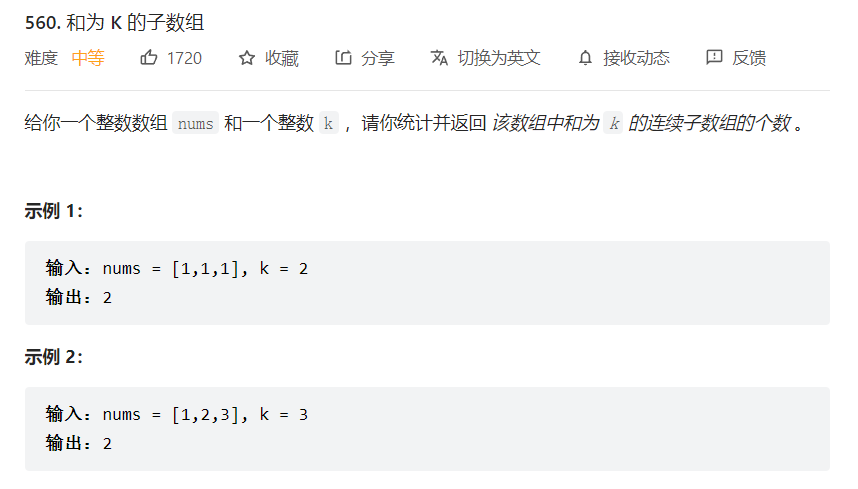 560. 和为 K 的子数组
难度 中等 1720 收藏 分享 切换为英文 接收动态 反馈
给你一个整数数组 nums 和一个整数 k ，请你统计并返回 该数组中和为 k 的连续子数组的个数 。
示例 1：
输入：nums = [1,1,1], k = 2
输出：2
示例 2：
输入：nums = [1,2,3], k = 3
输出：2